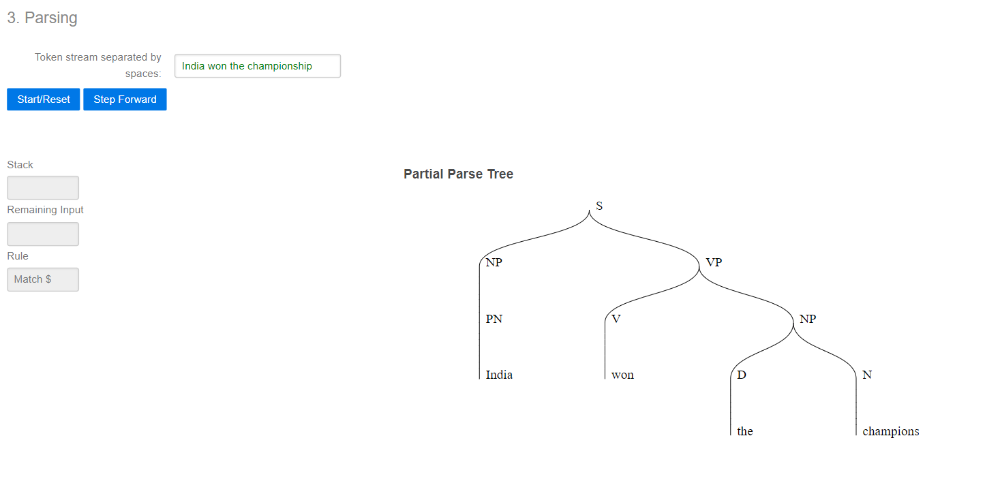 3. Parsing
Token stream separated by
spaces:
India won the championship
Start/Reset
Step Forward
Stack
Remaining Input
Rule
Match $
Partial Parse Tree
S
NP
VP
PN
V
NP
India
won
D
N
the
champions